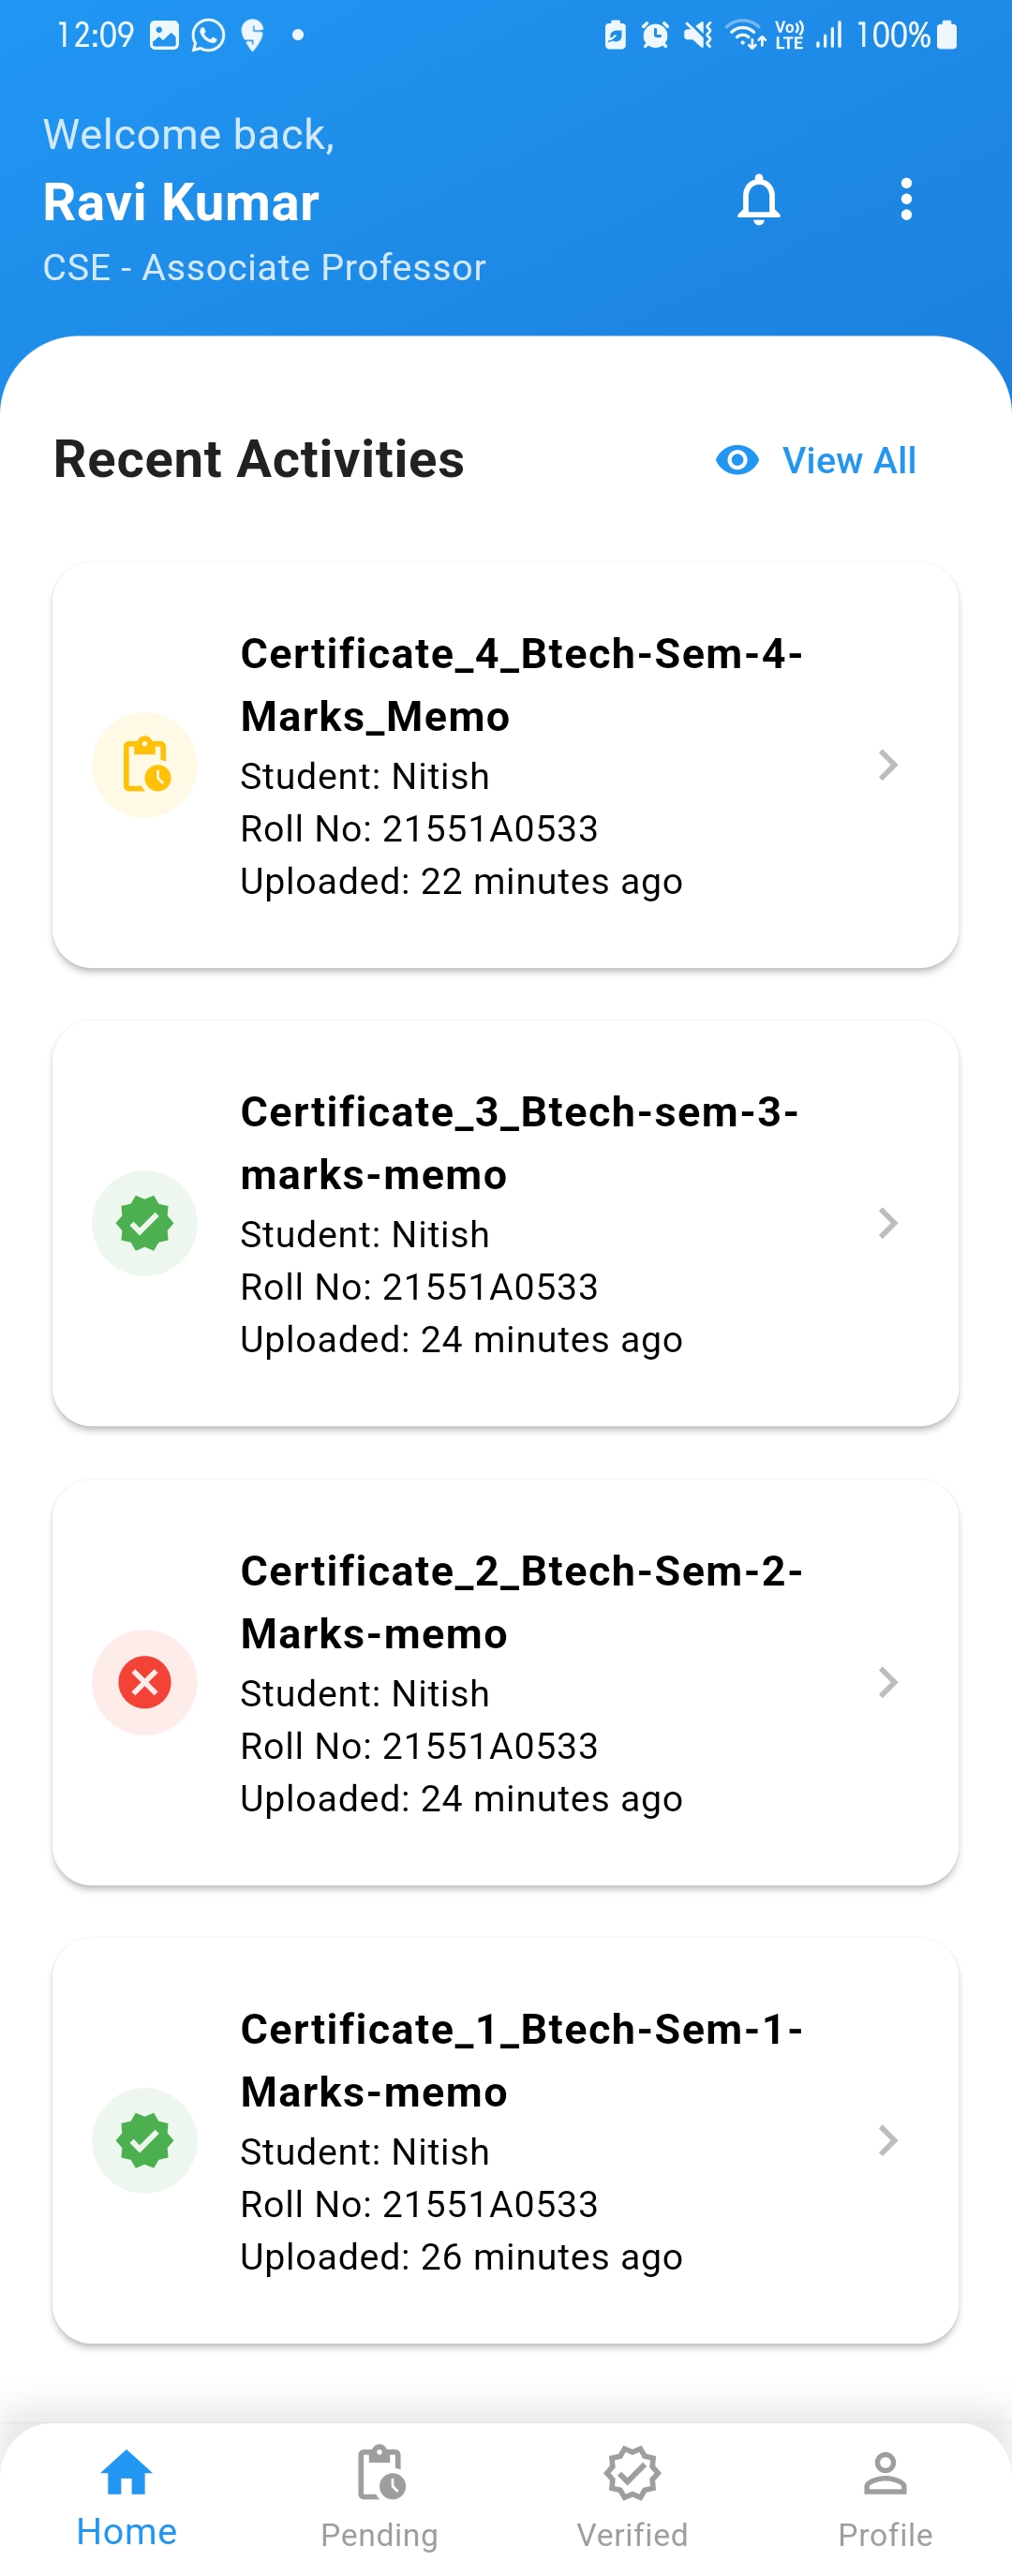 12:09 Vo)) LTE 100%
Welcome back,
Ravi Kumar
CSE - Associate Professor
Recent Activities
View All
Certificate_4_Btech-Sem-4-
Marks_Memo
Student: Nitish
Roll No: 21551A0533
Uploaded: 22 minutes ago
Certificate_3_Btech-sem-3-
marks-memo
Student: Nitish
Roll No: 21551A0533
Uploaded: 24 minutes ago
Certificate_2_Btech-Sem-2-
Marks-memo
Student: Nitish
Roll No: 21551A0533
Uploaded: 24 minutes ago
Certificate_1_Btech-Sem-1-
Marks-memo
Student: Nitish
Roll No: 21551A0533
Uploaded: 26 minutes ago
Home Pending Verified Profile